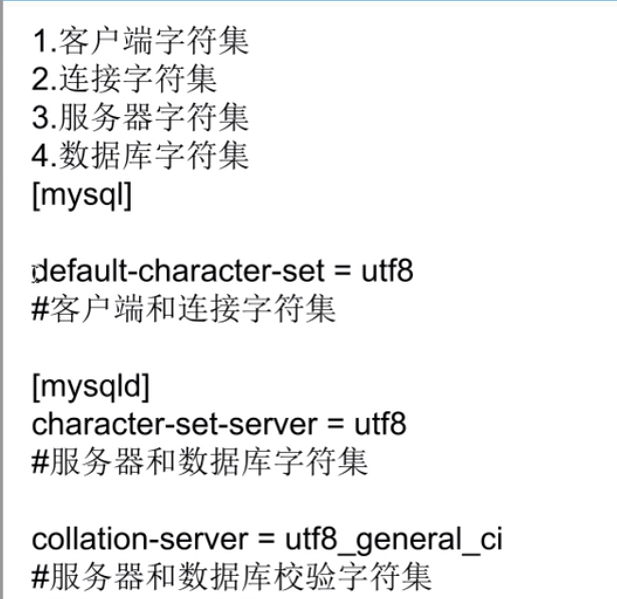 1.客户端字符集
2.连接字符集
3.服务器字符集
4.数据库字符集
[mysql]
default-character-set = utf8
#客户端和连接字符集
[mysqld]
character-set-server = utf8
#服务器和数据库字符集
collation-server = utf8_general_ci
#服务器和数据库校验字符集